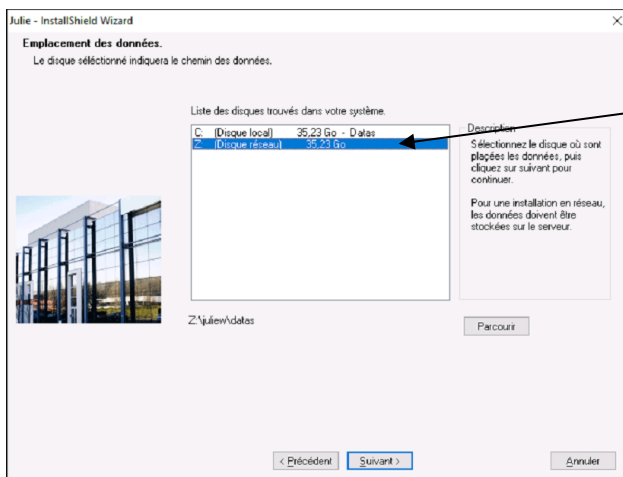 Julie - InstallShield Wizard
Emplacement des données.
Le disque séléctionné indiquera le chemin des données.
Liste des disques trouvés dans votre système.
C: (Disque local) 35,23 Go - Datas
Z: (Disque réseau) 35,23 Go
Description
Sélectionnez le disque où sont
plaçées les données, puis
cliquez sur suivant pour
continuer.
Pour une installation en réseau,
les données doivent être
stockées sur le serveur.
Z:\juliew\datas
Parcourir
< Précédent
Suivant >
Annuler